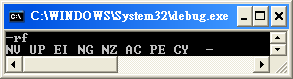 C:\WINDOWS\System32\debug.exe
-rf
NV UP EI NG NZ AC PE CY  -